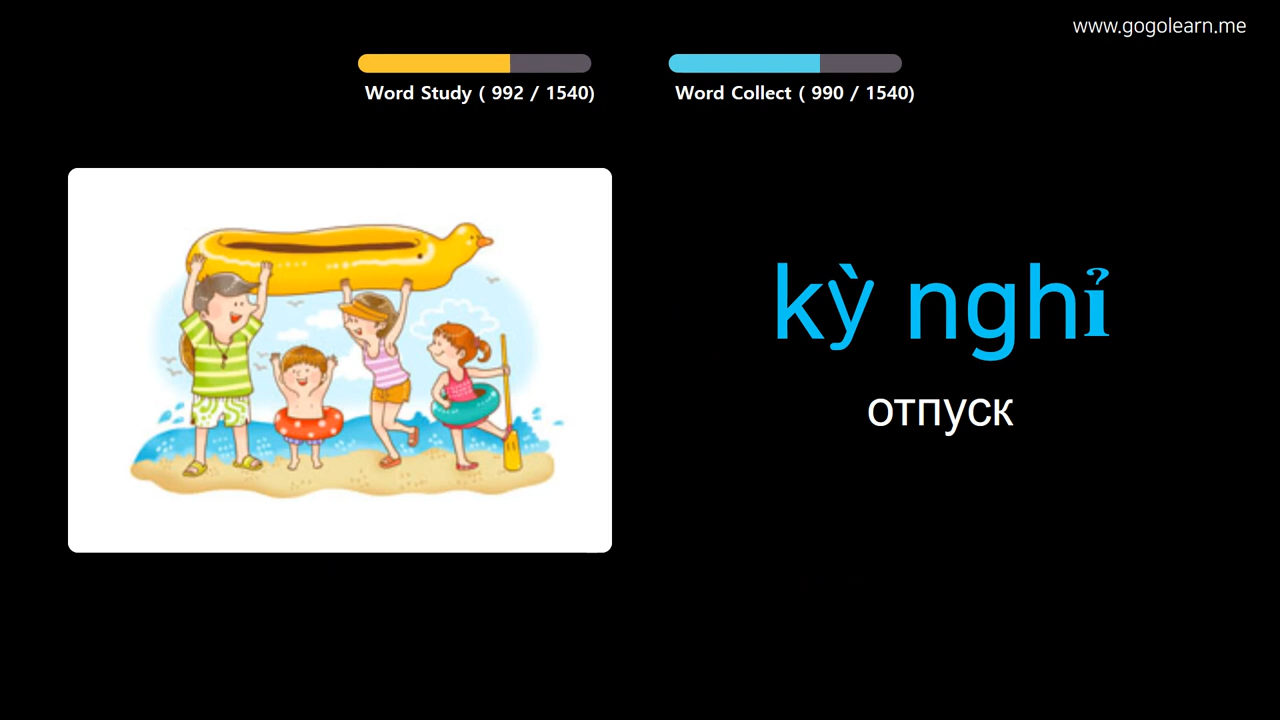 www.gogolearn.me
Word Study ( 992 / 1540)
Word Collect ( 990 / 1540)
kỳ nghỉ
отпуск